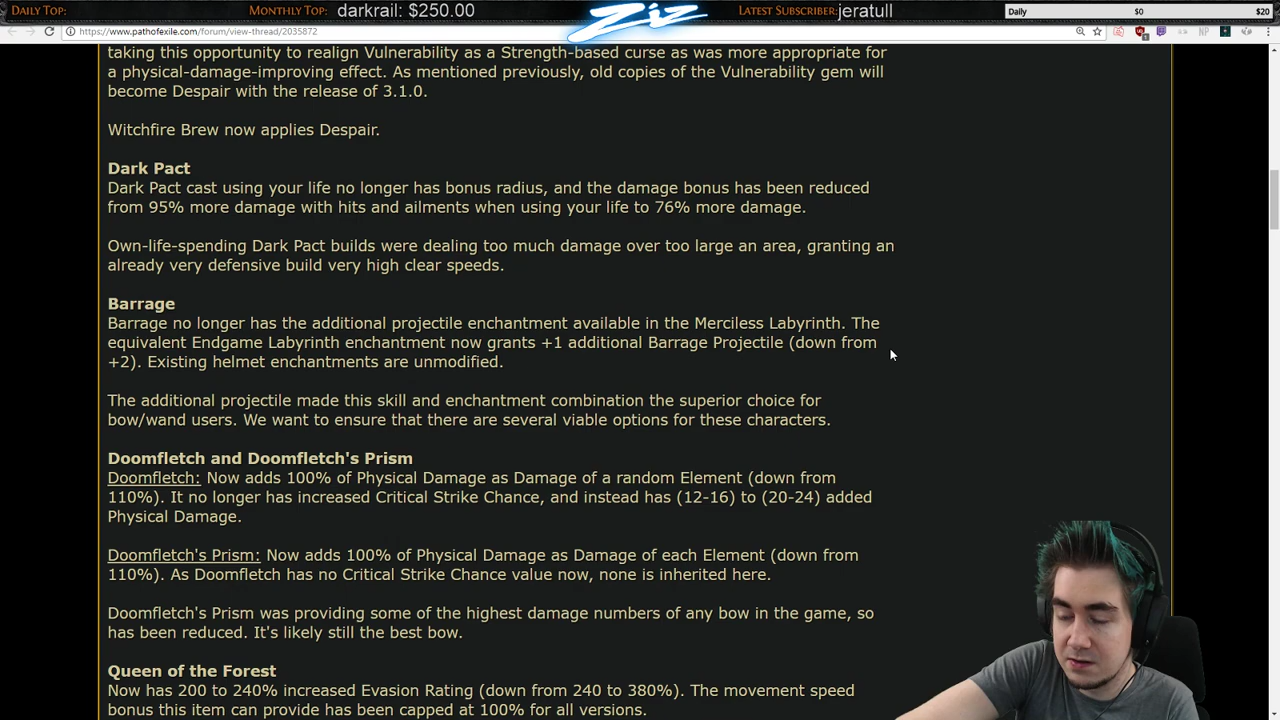 DAILY TOP:
MONTHLY TOP: darkrail: $250.00
Ziz
LATEST SUBSCRIBER: jeratull
Daily $0 $20
https://www.pathofexile.com/forum/view-thread/2035872
taking this opportunity to realign Vulnerability as a Strength-based curse as was more appropriate for
a physical-damage-improving effect. As mentioned previously, old copies of the Vulnerability gem will
become Despair with the release of 3.1.0.
Witchfire Brew now applies Despair.
Dark Pact
Dark Pact cast using your life no longer has bonus radius, and the damage bonus has been reduced
from 95% more damage with hits and ailments when using your life to 76% more damage.
Own-life-spending Dark Pact builds were dealing too much damage over too large an area, granting an
already very defensive build very high clear speeds.
Barrage
Barrage no longer has the additional projectile enchantment available in the Merciless Labyrinth. The
equivalent Endgame Labyrinth enchantment now grants +1 additional Barrage Projectile (down from
+2). Existing helmet enchantments are unmodified.
The additional projectile made this skill and enchantment combination the superior choice for
bow/wand users. We want to ensure that there are several viable options for these characters.
Doomfletch and Doomfletch's Prism
Doomfletch: Now adds 100% of Physical Damage as Damage of a random Element (down from
110%). It no longer has increased Critical Strike Chance, and instead has (12-16) to (20-24) added
Physical Damage.
Doomfletch's Prism: Now adds 100% of Physical Damage as Damage of each Element (down from
110%). As Doomfletch has no Critical Strike Chance value now, none is inherited here.
Doomfletch's Prism was providing some of the highest damage numbers of any bow in the game, so
has been reduced. It's likely still the best bow.
Queen of the Forest
Now has 200 to 240% increased Evasion Rating (down from 240 to 380%). The movement speed
bonus this item can provide has been capped at 100% for all versions.